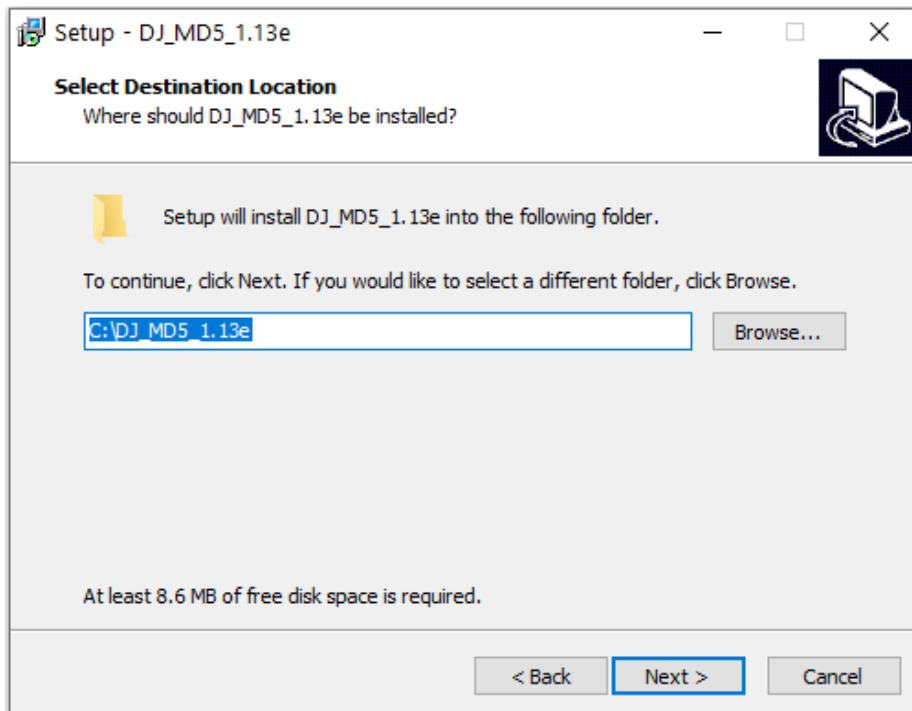 Setup - DJ_MD5_1.13e
Select Destination Location
Where should DJ_MD5_1.13e be installed?
Setup will install DJ_MD5_1.13e into the following folder.
To continue, click Next. If you would like to select a different folder, click Browse.
C:\DJ_MD5_1.13e
Browse...
At least 8.6 MB of free disk space is required.
< Back
Next >
Cancel